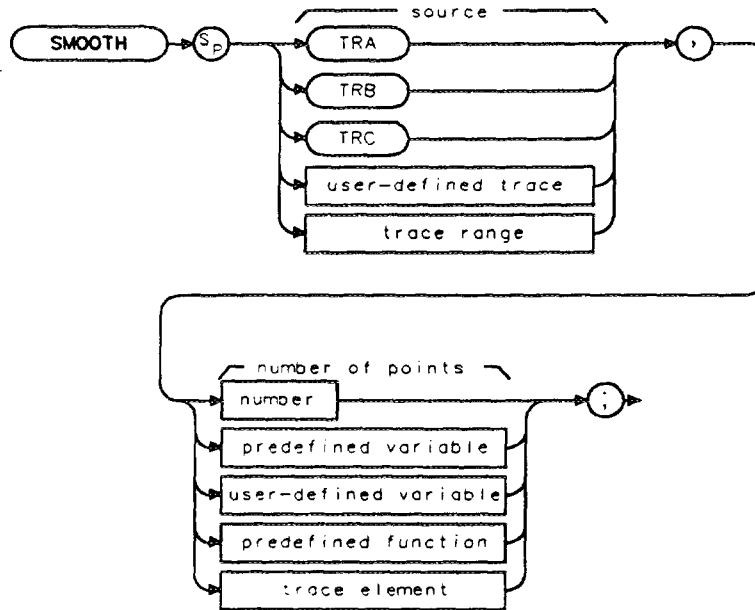 source
SMOOTH SP TRA ,
TRB
TRC
user-defined trace
trace range
number of points
number ;
predefined variable
user-defined variable
predefined function
trace element